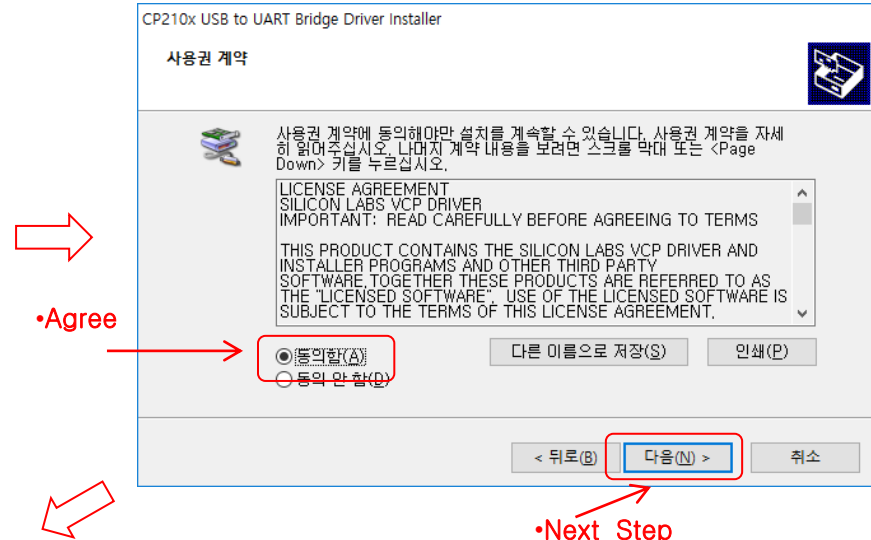 CP210x USB to UART Bridge Driver Installer
사용권 계약
사용권 계약에 동의해야만 설치를 계속할 수 있습니다. 사용권 계약을 자세
히 읽어주십시오. 나머지 계약 내용을 보려면 스크롤 막대 또는 <Page
Down> 키를 누르십시오.
LICENSE AGREEMENT
SILICON LABS VCP DRIVER
IMPORTANT: READ CAREFULLY BEFORE AGREEING TO TERMS
THIS PRODUCT CONTAINS THE SILICON LABS VCP DRIVER AND
INSTALLER PROGRAMS AND OTHER THIRD PARTY
SOFTWARE. TOGETHER THESE PRODUCTS ARE REFERRED TO AS
THE "LICENSED SOFTWARE". USE OF THE LICENSED SOFTWARE IS
SUBJECT TO THE TERMS OF THIS LICENSE AGREEMENT.
•Agree
동의함(A)
다른 이름으로 저장(S)
인쇄(P)
동의 안 함(D)
< 뒤로(B)
다음(N) >
취소
•Next Step